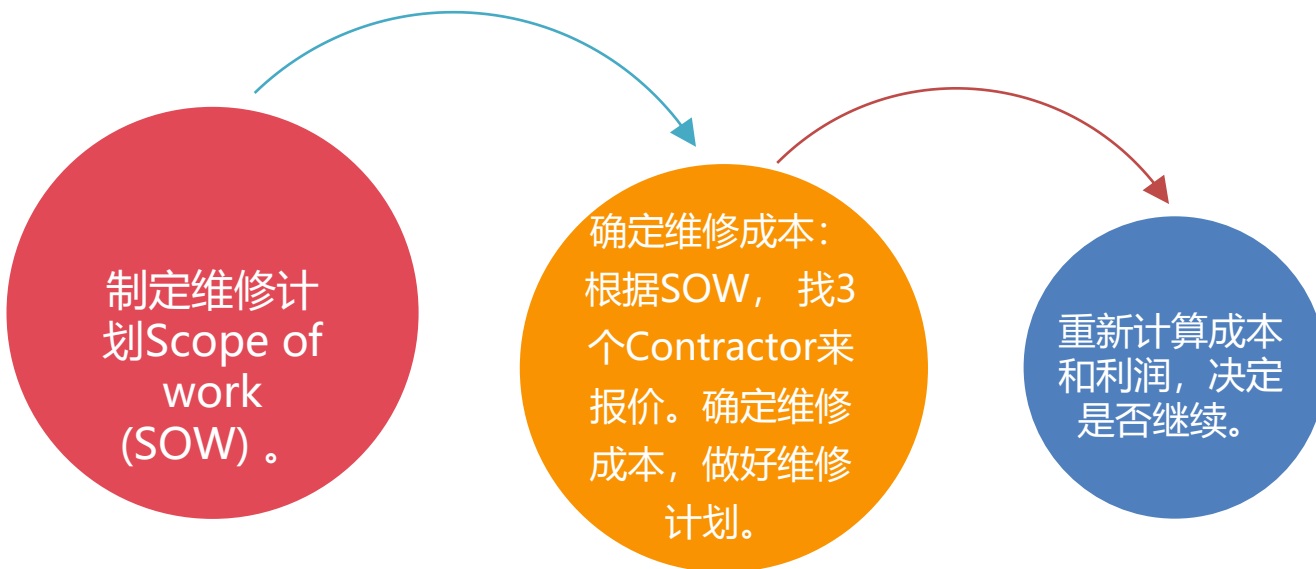 制定维修计
划Scope of
work
(SOW) 。
确定维修成本：
根据SOW， 找3
个Contractor来
报价。确定维修
成本，做好维修
计划。
重新计算成本
和利润，决定
是否继续。